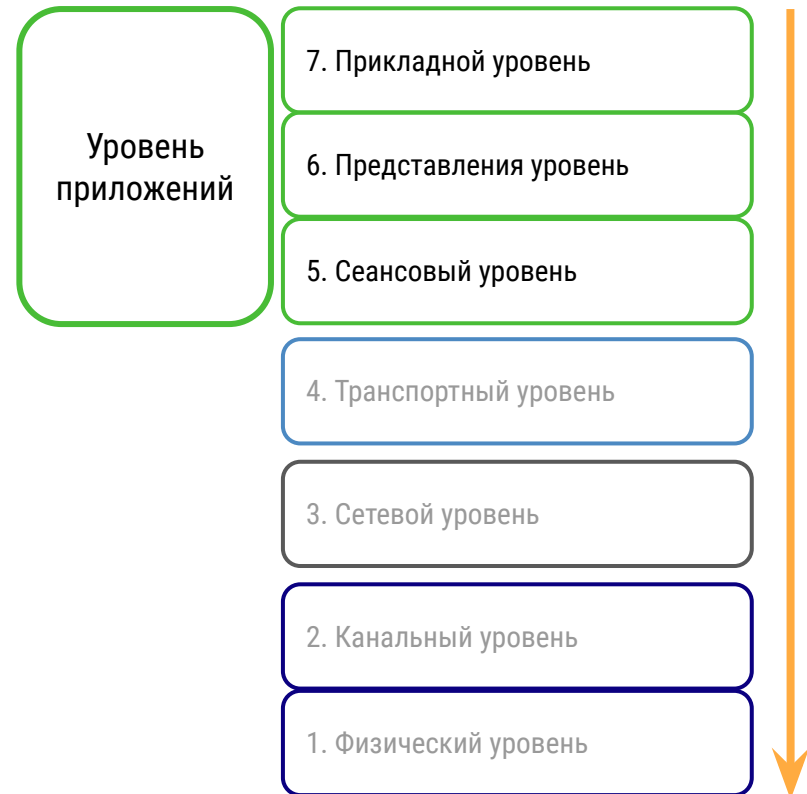 Уровень
приложений
7. Прикладной уровень
6. Представления уровень
5. Сеансовый уровень
4. Транспортный уровень
3. Сетевой уровень
2. Канальный уровень
1. Физический уровень